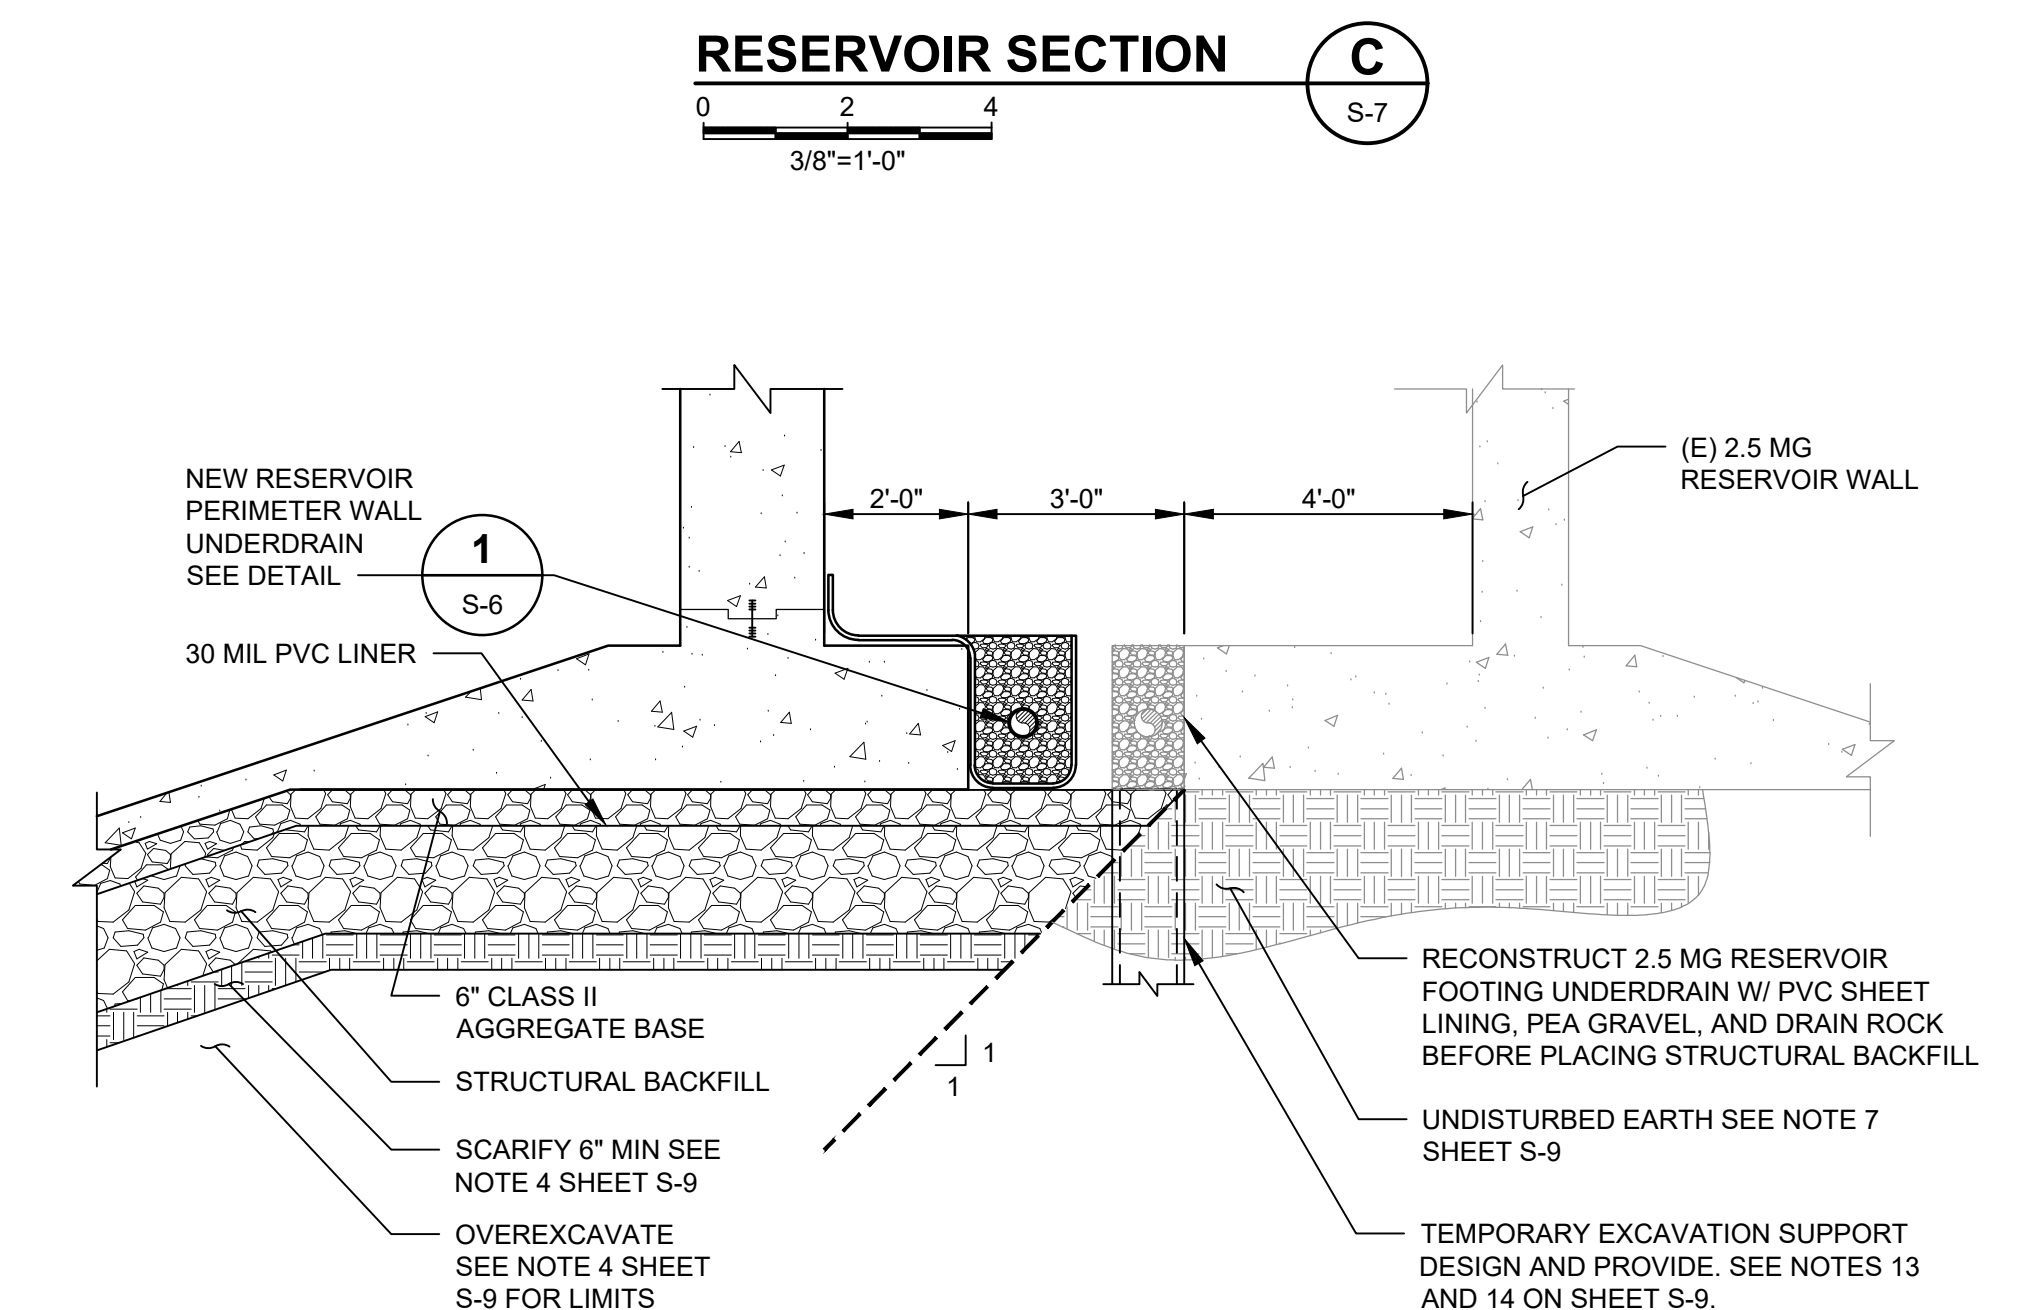 RESERVOIR SECTION
C
S-7
0 2 4
3/8"=1'-0"
NEW RESERVOIR
PERIMETER WALL
UNDERDRAIN
SEE DETAIL
1
S-6
30 MIL PVC LINER
2'-0"
3'-0"
4'-0"
(E) 2.5 MG
RESERVOIR WALL
6" CLASS II
AGGREGATE BASE
STRUCTURAL BACKFILL
SCARIFY 6" MIN SEE
NOTE 4 SHEET S-9
OVEREXCAVATE
SEE NOTE 4 SHEET
S-9 FOR LIMITS
1
1
RECONSTRUCT 2.5 MG RESERVOIR
FOOTING UNDERDRAIN W/ PVC SHEET
LINING, PEA GRAVEL, AND DRAIN ROCK
BEFORE PLACING STRUCTURAL BACKFILL
UNDISTURBED EARTH SEE NOTE 7
SHEET S-9
TEMPORARY EXCAVATION SUPPORT
DESIGN AND PROVIDE. SEE NOTES 13
AND 14 ON SHEET S-9.